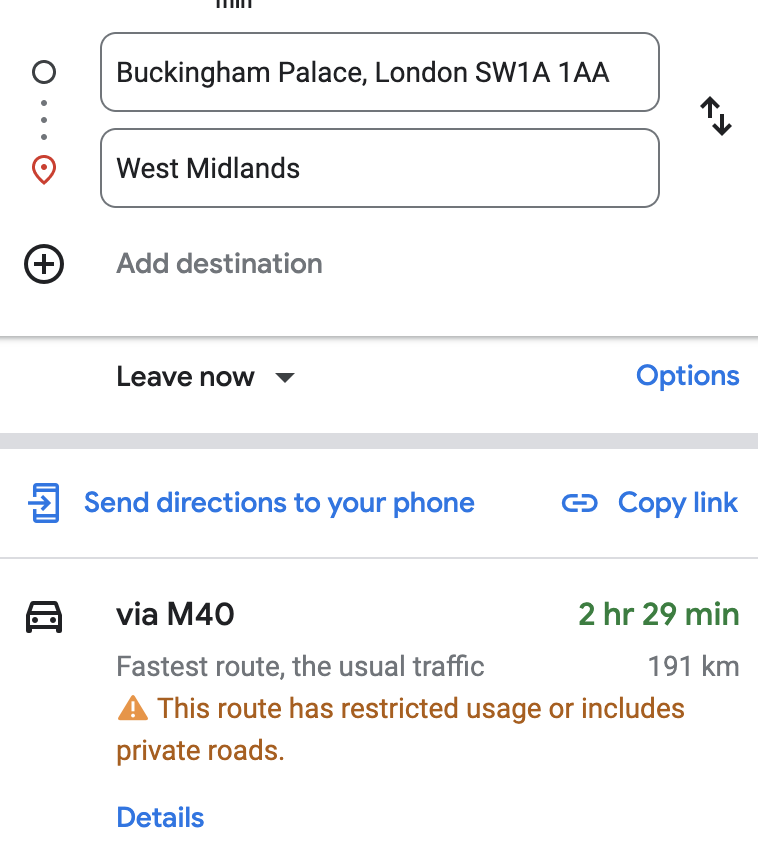 min
Buckingham Palace, London SW1A 1AA
West Midlands
Add destination
Leave now
Options
Send directions to your phone
Copy link
via M40
2 hr 29 min
Fastest route, the usual traffic
191 km
This route has restricted usage or includes
private roads.
Details